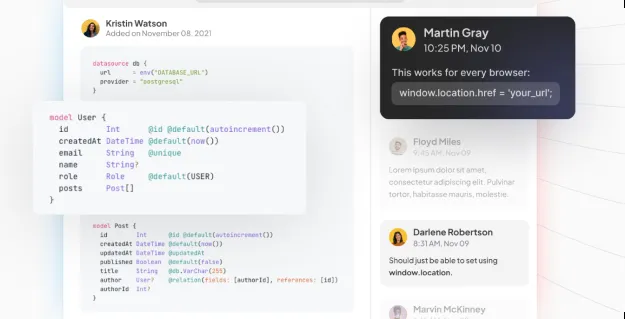 Kristin Watson
Added on November 08, 2021
datasource db {
url = env("DATABASE_URL")
provider = "postgresql"
}
model User {
id Int @id @default(autoincrement())
createdAt DateTime @default(now())
email String @unique
name String?
role Role @default(USER)
posts Post[]
}
model Post {
id Int @id @default(autoincrement())
createdAt DateTime @default(now())
updatedAt DateTime @updatedAt
published Boolean @default(false)
title String @db.VarChar(255)
author User? @relation(fields: [authorId], references: [id])
authorId Int?
}
Martin Gray
10:25 PM, Nov 10
This works for every browser:
window.location.href = 'your_url';
Floyd Miles
9:45 AM, Nov 09
Lorem ipsum dolor sit amet,
consectetur adipiscing elit. Pulvinar
tortor, habitasse mauris, molestie.
Darlene Robertson
8:31 AM, Nov 09
Should just be able to set using
window.location.
Marvin McKinney